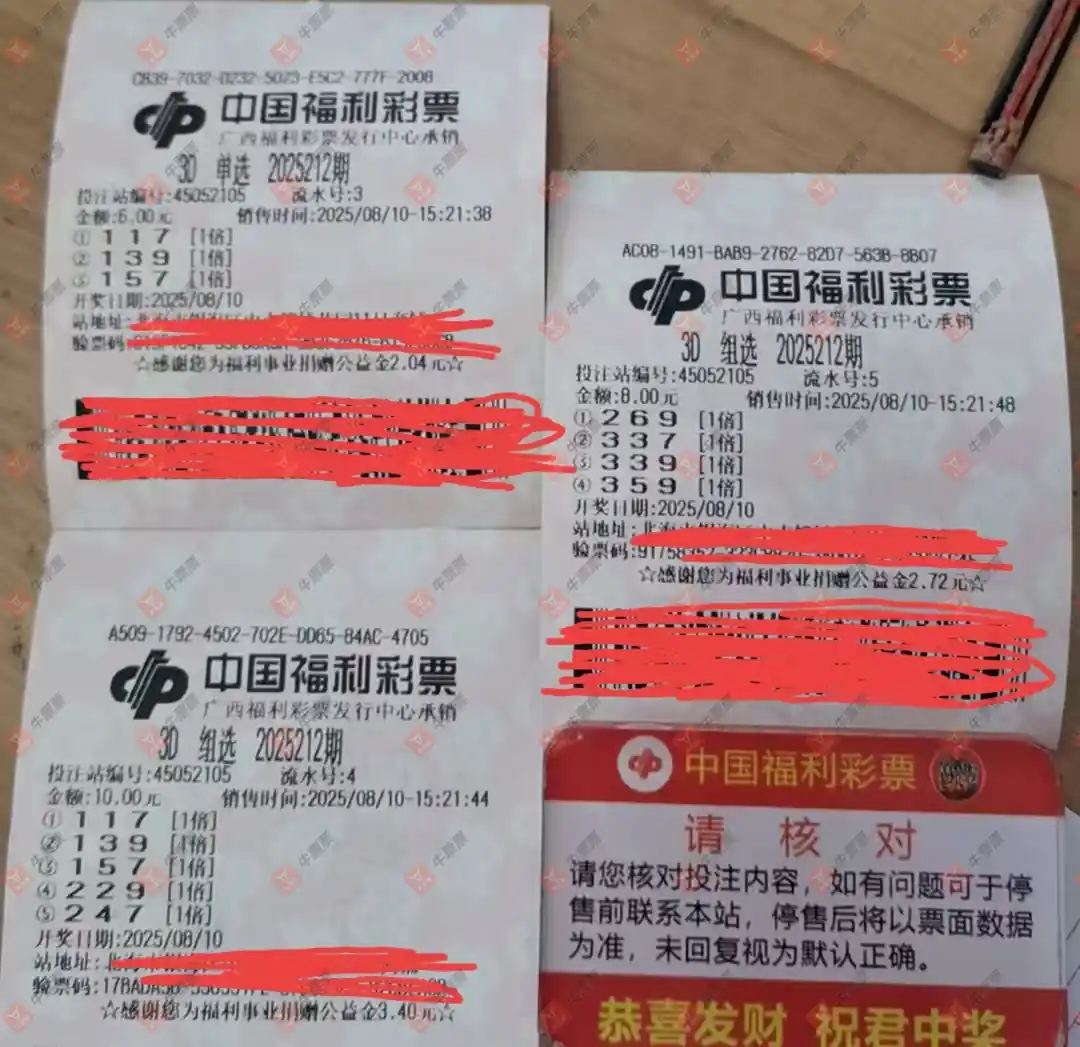 CB39-7032-D232-5023-E5C2-777F-2008
中国福利彩票
广西福利彩票发行中心承销
3D 单选 2025212期
投注站编号:45052105 流水号:3
金额:6.00元 销售时间:2025/08/10-15:21:38
① 1 1 7 [1倍]
② 1 3 9 [1倍]
③ 1 5 7 [1倍]
开奖日期:2025/08/10
站地址:
验票码:
☆感谢您为福利事业捐赠公益金2.04元☆
AC08-1491-BAB9-2762-82D7-563B-8B07
中国福利彩票
广西福利彩票发行中心承销
3D 组选 2025212期
投注站编号:45052105 流水号:5
金额:8.00元 销售时间:2025/08/10-15:21:48
① 2 6 9 [1倍]
② 3 3 7 [1倍]
③ 3 3 9 [1倍]
④ 3 5 9 [1倍]
开奖日期:2025/08/10
站地址:北海
验票码:
☆感谢您为福利事业捐赠公益金2.72元☆
A509-1792-4502-702E-DD65-84AC-4705
中国福利彩票
广西福利彩票发行中心承销
3D 组选 2025212期
投注站编号:45052105 流水号:4
金额:10.00元 销售时间:2025/08/10-15:21:44
① 1 1 7 [1倍]
② 1 3 9 [1倍]
③ 1 5 7 [1倍]
④ 2 2 9 [1倍]
⑤ 2 4 7 [1倍]
开奖日期:2025/08/10
站地址:北海
验票码:
☆感谢您为福利事业捐赠公益金3.40元☆
中国福利彩票
请核对
请您核对投注内容，如有问题可于停
售前联系本站，停售后将以票面数据
为准，未回复视为默认正确。
恭喜发财 祝君中奖
牛票票